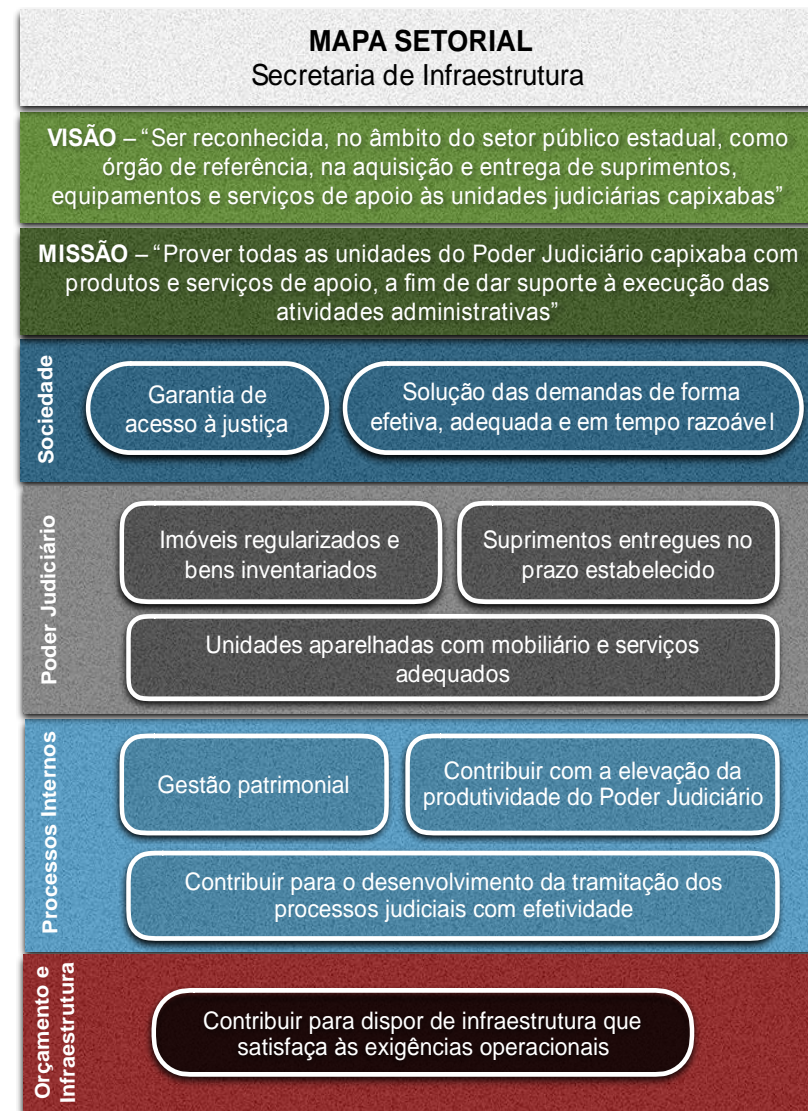 MAPA SETORIAL
Secretaria de Infraestrutura
VISÃO – “Ser reconhecida, no âmbito do setor público estadual, como
órgão de referência, na aquisição e entrega de suprimentos,
equipamentos e serviços de apoio às unidades judiciárias capixabas”
MISSÃO – “Prover todas as unidades do Poder Judiciário capixaba com
produtos e serviços de apoio, a fim de dar suporte à execução das
atividades administrativas”
Sociedade
Garantia de
acesso à justiça
Solução das demandas de forma
efetiva, adequada e em tempo razoável
Poder Judiciário
Imóveis regularizados e
bens inventariados
Suprimentos entregues no
prazo estabelecido
Unidades aparelhadas com mobiliário e serviços
adequados
Processos Internos
Gestão patrimonial
Contribuir com a elevação da
produtividade do Poder Judiciário
Contribuir para o desenvolvimento da tramitação dos
processos judiciais com efetividade
Orçamento e
Infraestrutura
Contribuir para dispor de infraestrutura que
satisfaça às exigências operacionais